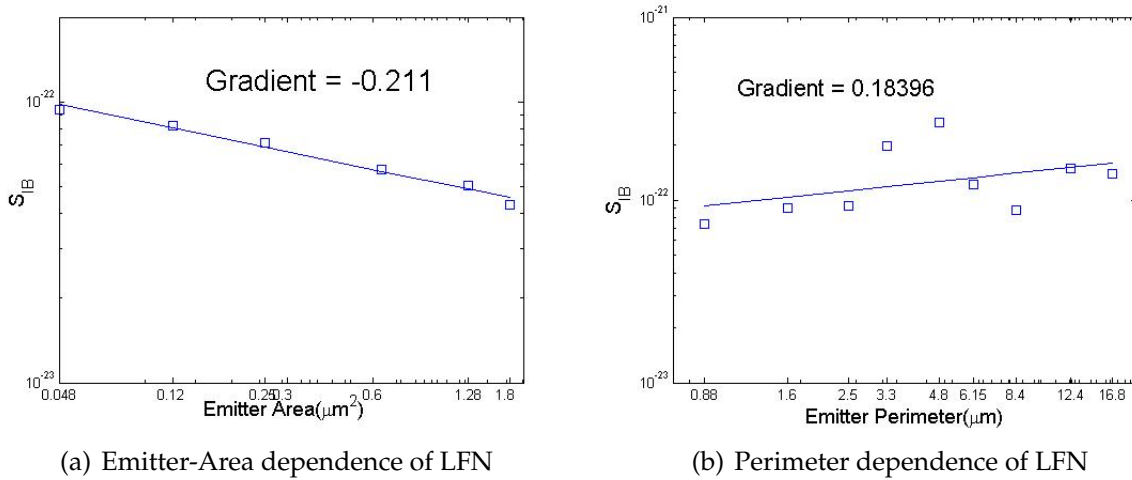 Gradient = -0.211
10^-22
S_IB
10^-23
0.048 0.12 0.25 0.3 0.6 1.28 1.8
Emitter Area(μm^2)
(a) Emitter-Area dependence of LFN
10^-21
Gradient = 0.18396
10^-22
S_IB
10^-23
0.88 1.6 2.5 3.3 4.8 6.15 8.4 12.4 16.8
Emitter Perimeter(μm)
(b) Perimeter dependence of LFN